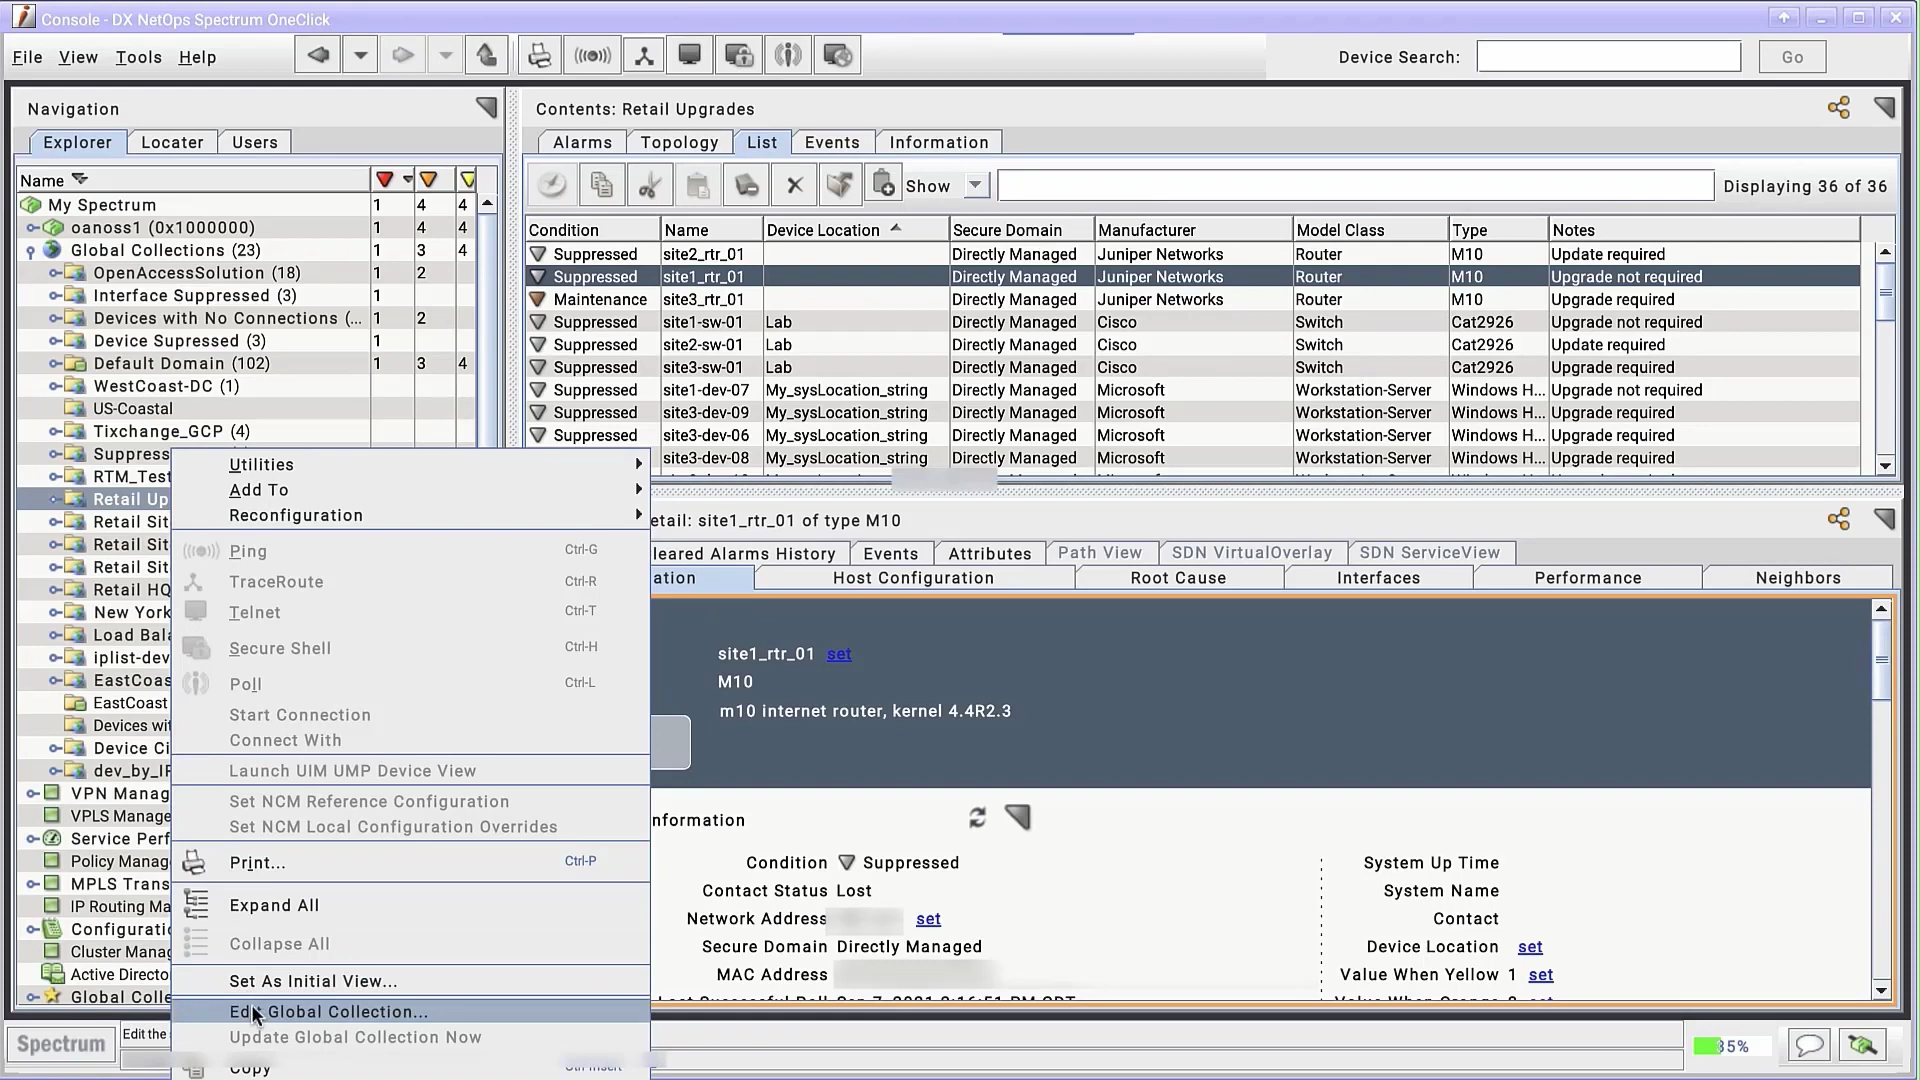 Console - DX NetOps Spectrum OneClick
File View Tools Help
Device Search:
Go
Navigation
Explorer Locater Users
Name
My Spectrum 1 4 4
oanoss1 (0x1000000) 1 4 4
Global Collections (23) 1 3 4
OpenAccessSolution (18) 1 2
Interface Suppressed (3) 1
Devices with No Connections (... 1 2
Device Supressed (3) 1
Default Domain (102) 1 3 4
WestCoast-DC (1)
US-Coastal
Tixchange_GCP (4)
Suppress
RTM_Test
Retail Up
Retail Sit
Retail Sit
Retail Sit
Retail HQ
New York
Load Bala
iplist-dev
EastCoas
EastCoast
Devices wi
Device Ci
dev_by_IP
VPN Manag
VPLS Manage
Service Perf
Policy Manag
MPLS Trans
IP Routing Ma
Configuratio
Cluster Manag
Active Directo
Global Colle
Utilities
Add To
Reconfiguration
Ping Ctrl-G
TraceRoute Ctrl-R
Telnet Ctrl-T
Secure Shell Ctrl-H
Poll Ctrl-L
Start Connection
Connect With
Launch UIM UMP Device View
Set NCM Reference Configuration
Set NCM Local Configuration Overrides
Print... Ctrl-P
Expand All
Collapse All
Set As Initial View...
Edit Global Collection...
Update Global Collection Now
Copy Ctrl-Insert
Contents: Retail Upgrades
Alarms Topology List Events Information
Show
Displaying 36 of 36
Condition Name Device Location Secure Domain Manufacturer Model Class Type Notes
Suppressed site2_rtr_01 Directly Managed Juniper Networks Router M10 Update required
Suppressed site1_rtr_01 Directly Managed Juniper Networks Router M10 Upgrade not required
Maintenance site3_rtr_01 Directly Managed Juniper Networks Router M10 Upgrade required
Suppressed site1-sw-01 Lab Directly Managed Cisco Switch Cat2926 Upgrade not required
Suppressed site2-sw-01 Lab Directly Managed Cisco Switch Cat2926 Update required
Suppressed site3-sw-01 Lab Directly Managed Cisco Switch Cat2926 Upgrade required
Suppressed site1-dev-07 My_sysLocation_string Directly Managed Microsoft Workstation-Server Windows H... Upgrade not required
Suppressed site3-dev-09 My_sysLocation_string Directly Managed Microsoft Workstation-Server Windows H... Upgrade required
Suppressed site3-dev-06 My_sysLocation_string Directly Managed Microsoft Workstation-Server Windows H... Upgrade required
site3-dev-08 My_sysLocation_string Directly Managed Microsoft Workstation-Server Windows H... Upgrade required
etail: site1_rtr_01 of type M10
leared Alarms History Events Attributes Path View SDN VirtualOverlay SDN ServiceView
ation Host Configuration Root Cause Interfaces Performance Neighbors
site1_rtr_01 set
M10
m10 internet router, kernel 4.4R2.3
nformation
Condition Suppressed
Contact Status Lost
Network Address set
Secure Domain Directly Managed
MAC Address
Last Successful Poll Sep 7, 2021 2:16:51 PM CDT
System Up Time
System Name
Contact
Device Location set
Value When Yellow 1 set
Value When Orange
Spectrum
Edit the
35%